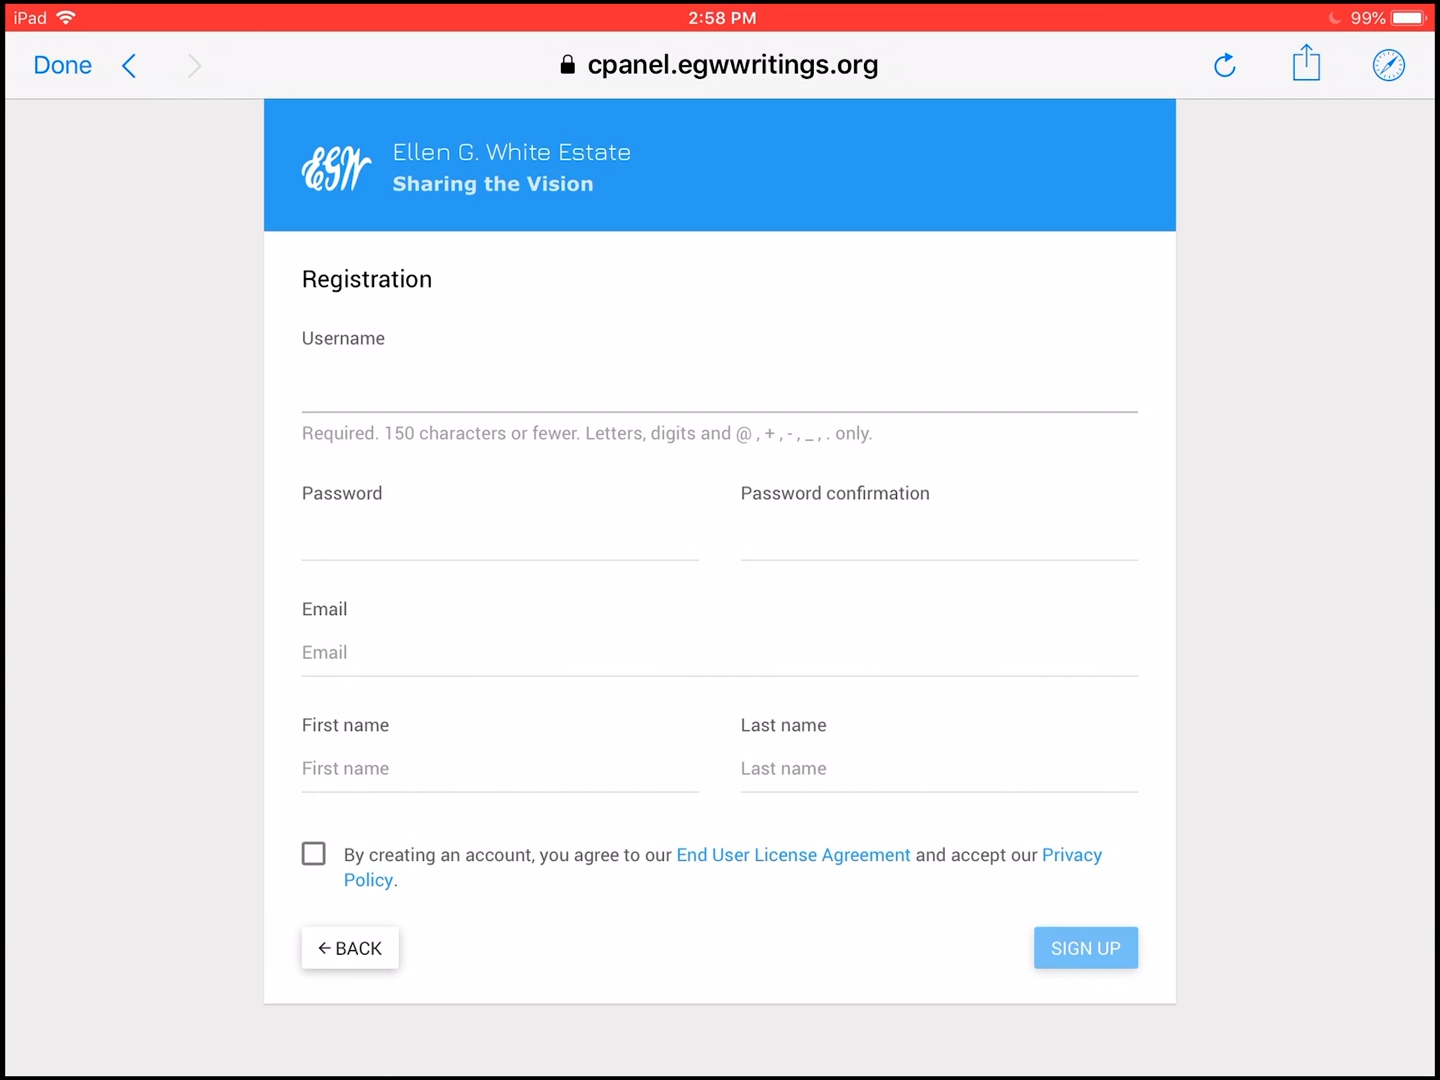 iPad 2:58 PM 99%
Done cpanel.egwwritings.org
EGW
Ellen G. White Estate
Sharing the Vision
Registration
Username
Required. 150 characters or fewer. Letters, digits and @ , + , - , _ , . only.
Password Password confirmation
Email
Email
First name Last name
First name Last name
By creating an account, you agree to our End User License Agreement and accept our Privacy
Policy.
← BACK SIGN UP